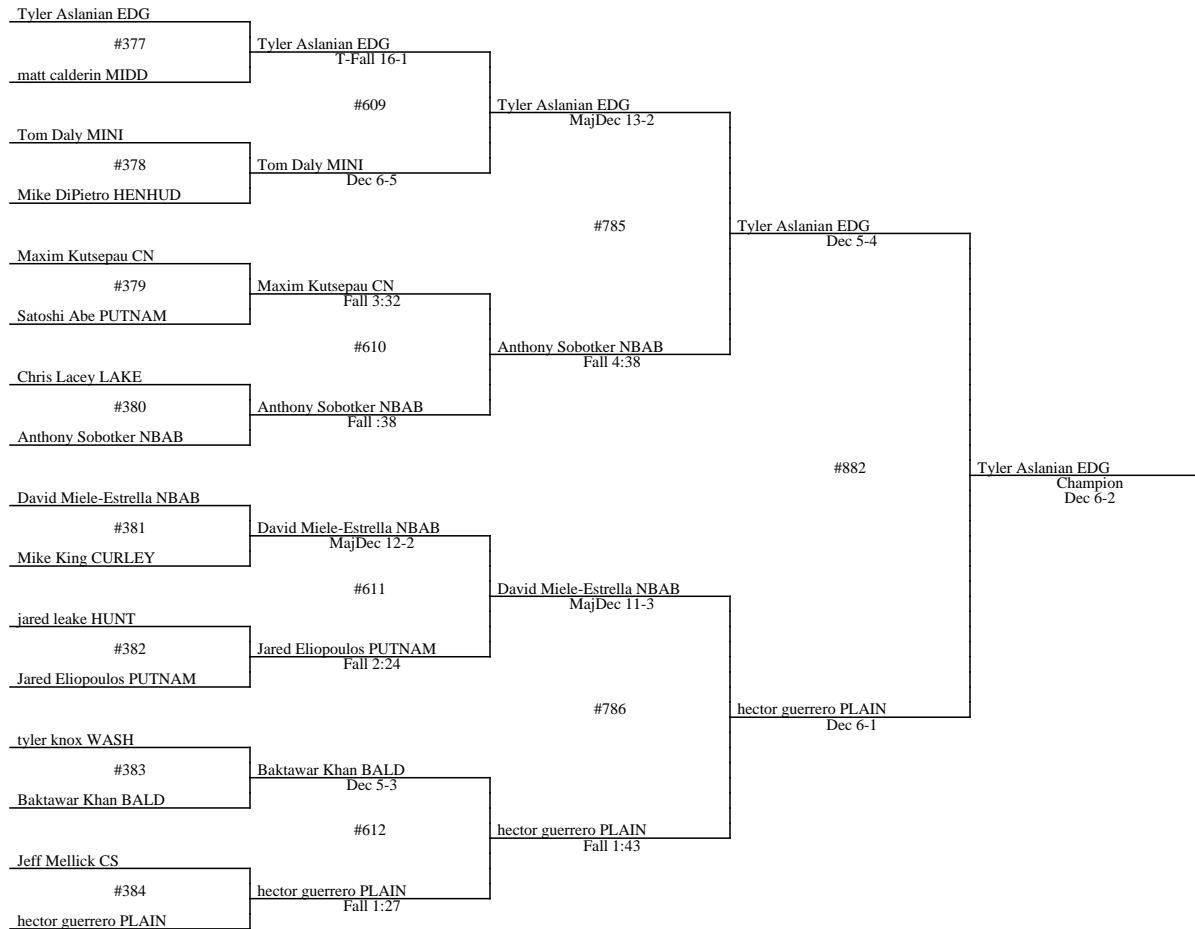 Tyler Aslanian EDG
#377
Tyler Aslanian EDG
T-Fall 16-1
matt calderin MIDD
#609
Tyler Aslanian EDG
MajDec 13-2
Tom Daly MINI
#378
Tom Daly MINI
Dec 6-5
Mike DiPietro HENHUD
#785
Tyler Aslanian EDG
Dec 5-4
Maxim Kutsepau CN
#379
Maxim Kutsepau CN
Fall 3:32
Satoshi Abe PUTNAM
#610
Anthony Sobotker NBAB
Fall 4:38
Chris Lacey LAKE
#380
Anthony Sobotker NBAB
Fall :38
Anthony Sobotker NBAB
#882
Tyler Aslanian EDG
Champion
Dec 6-2
David Miele-Estrella NBAB
#381
David Miele-Estrella NBAB
MajDec 12-2
Mike King CURLEY
#611
David Miele-Estrella NBAB
MajDec 11-3
jared leake HUNT
#382
Jared Eliopoulos PUTNAM
Fall 2:24
Jared Eliopoulos PUTNAM
#786
hector guerrero PLAIN
Dec 6-1
tyler knox WASH
#383
Baktawar Khan BALD
Dec 5-3
Baktawar Khan BALD
#612
hector guerrero PLAIN
Fall 1:43
Jeff Mellick CS
#384
hector guerrero PLAIN
Fall 1:27
hector guerrero PLAIN